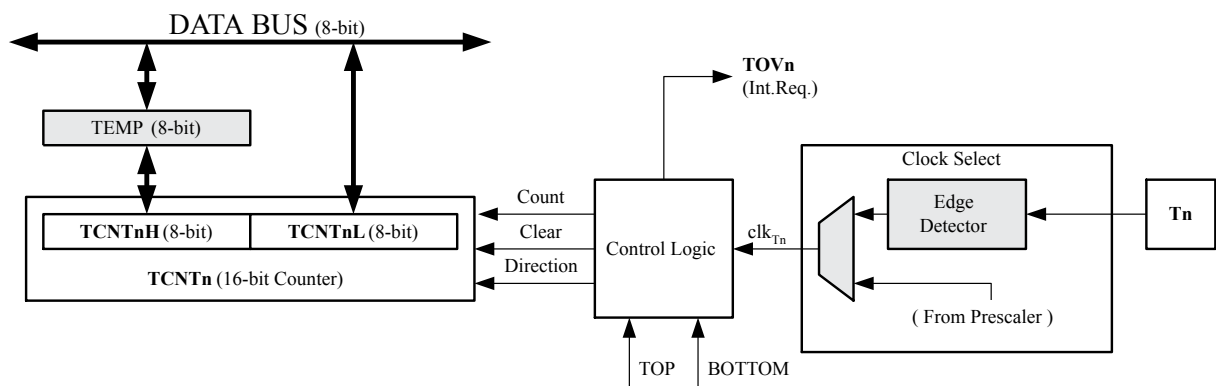 DATA BUS (8-bit)
TOVn
(Int.Req.)
TEMP (8-bit)
Clock Select
Edge
Detector
Tn
TCNTnH (8-bit)
TCNTnL (8-bit)
TCNTn (16-bit Counter)
Count
Clear
Direction
Control Logic
clkTn
( From Prescaler )
TOP
BOTTOM